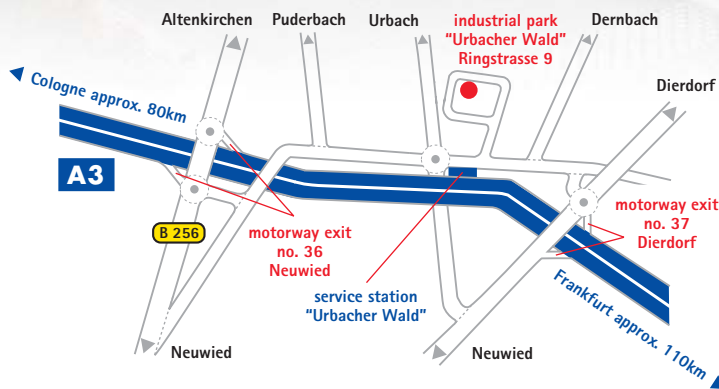 Altenkirchen
Puderbach
Urbach
industrial park
“Urbacher Wald”
Ringstrasse 9
Dernbach
Dierdorf
Cologne approx. 80km
A3
B 256
motorway exit
no. 36
Neuwied
motorway exit
no. 37
Dierdorf
service station
“Urbacher Wald”
Frankfurt approx. 110km
Neuwied
Neuwied